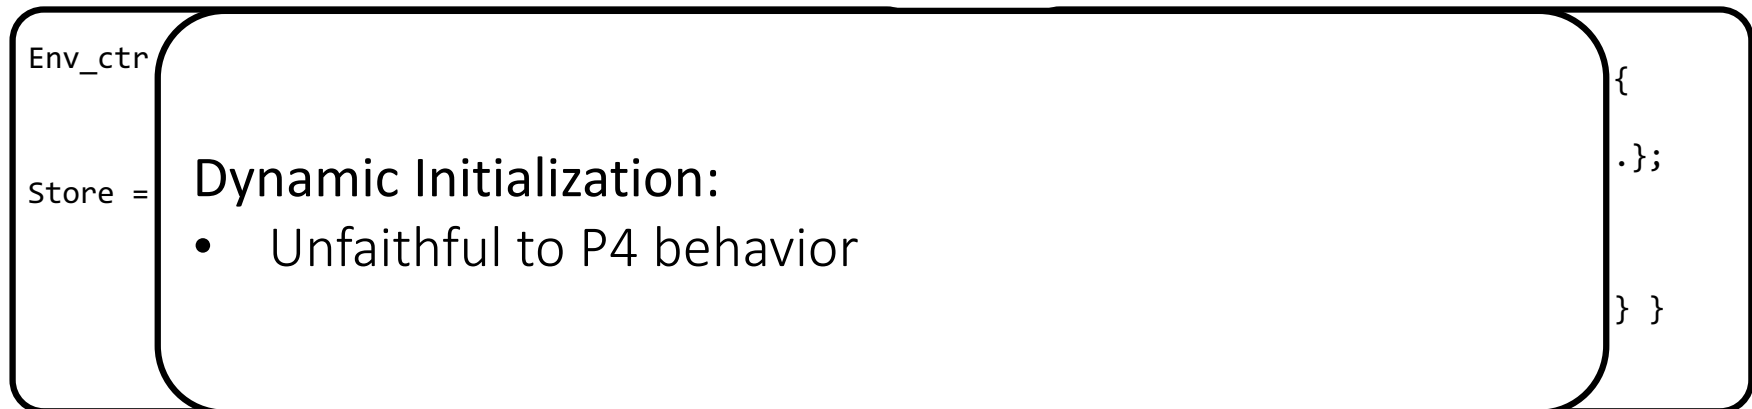 Env_ctr
{
Dynamic Initialization:
.};
Store =
• Unfaithful to P4 behavior
} }